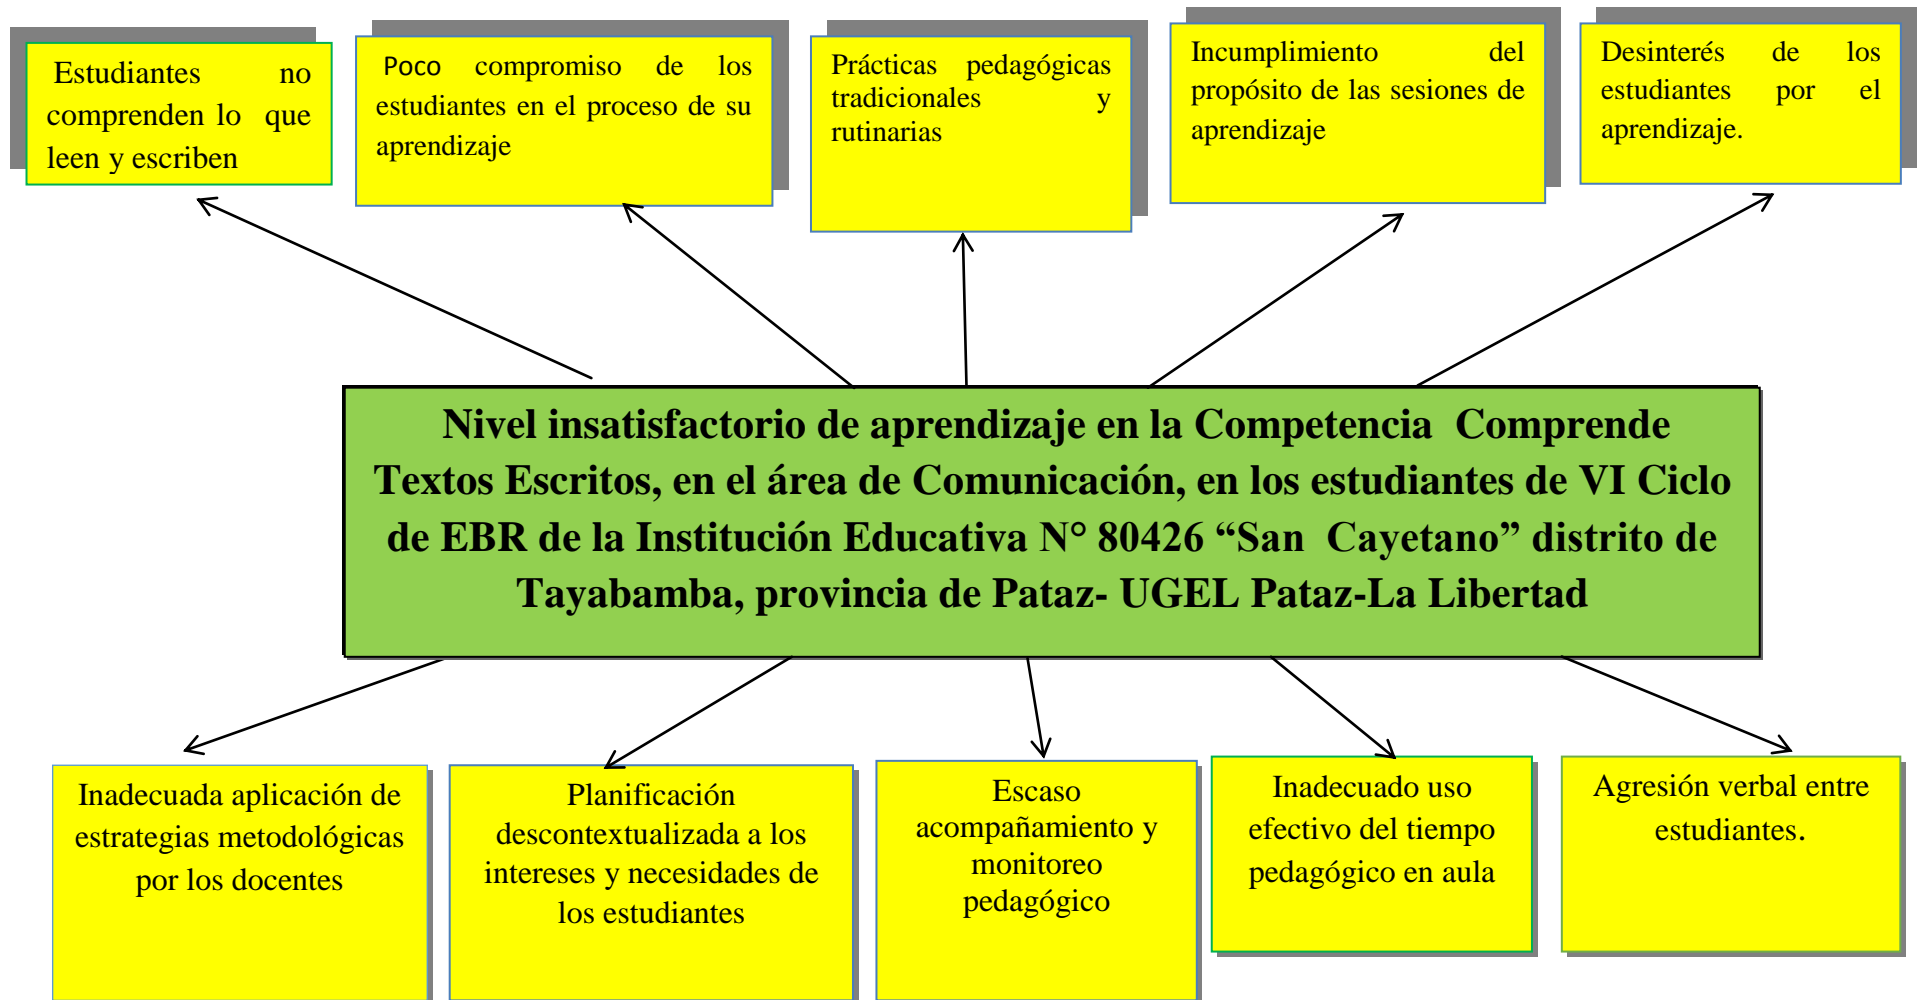 Estudiantes no
comprenden lo que
leen y escriben
Poco compromiso de los
estudiantes en el proceso de su
aprendizaje
Prácticas pedagógicas
tradicionales y
rutinarias
Incumplimiento del
propósito de las sesiones de
aprendizaje
Desinterés de los
estudiantes por el
aprendizaje.
Nivel insatisfactorio de aprendizaje en la Competencia Comprende
Textos Escritos, en el área de Comunicación, en los estudiantes de VI Ciclo
de EBR de la Institución Educativa N° 80426 “San Cayetano” distrito de
Tayabamba, provincia de Pataz- UGEL Pataz-La Libertad
Inadecuada aplicación de
estrategias metodológicas
por los docentes
Planificación
descontextualizada a los
intereses y necesidades de
los estudiantes
Escaso
acompañamiento y
monitoreo
pedagógico
Inadecuado uso
efectivo del tiempo
pedagógico en aula
Agresión verbal entre
estudiantes.